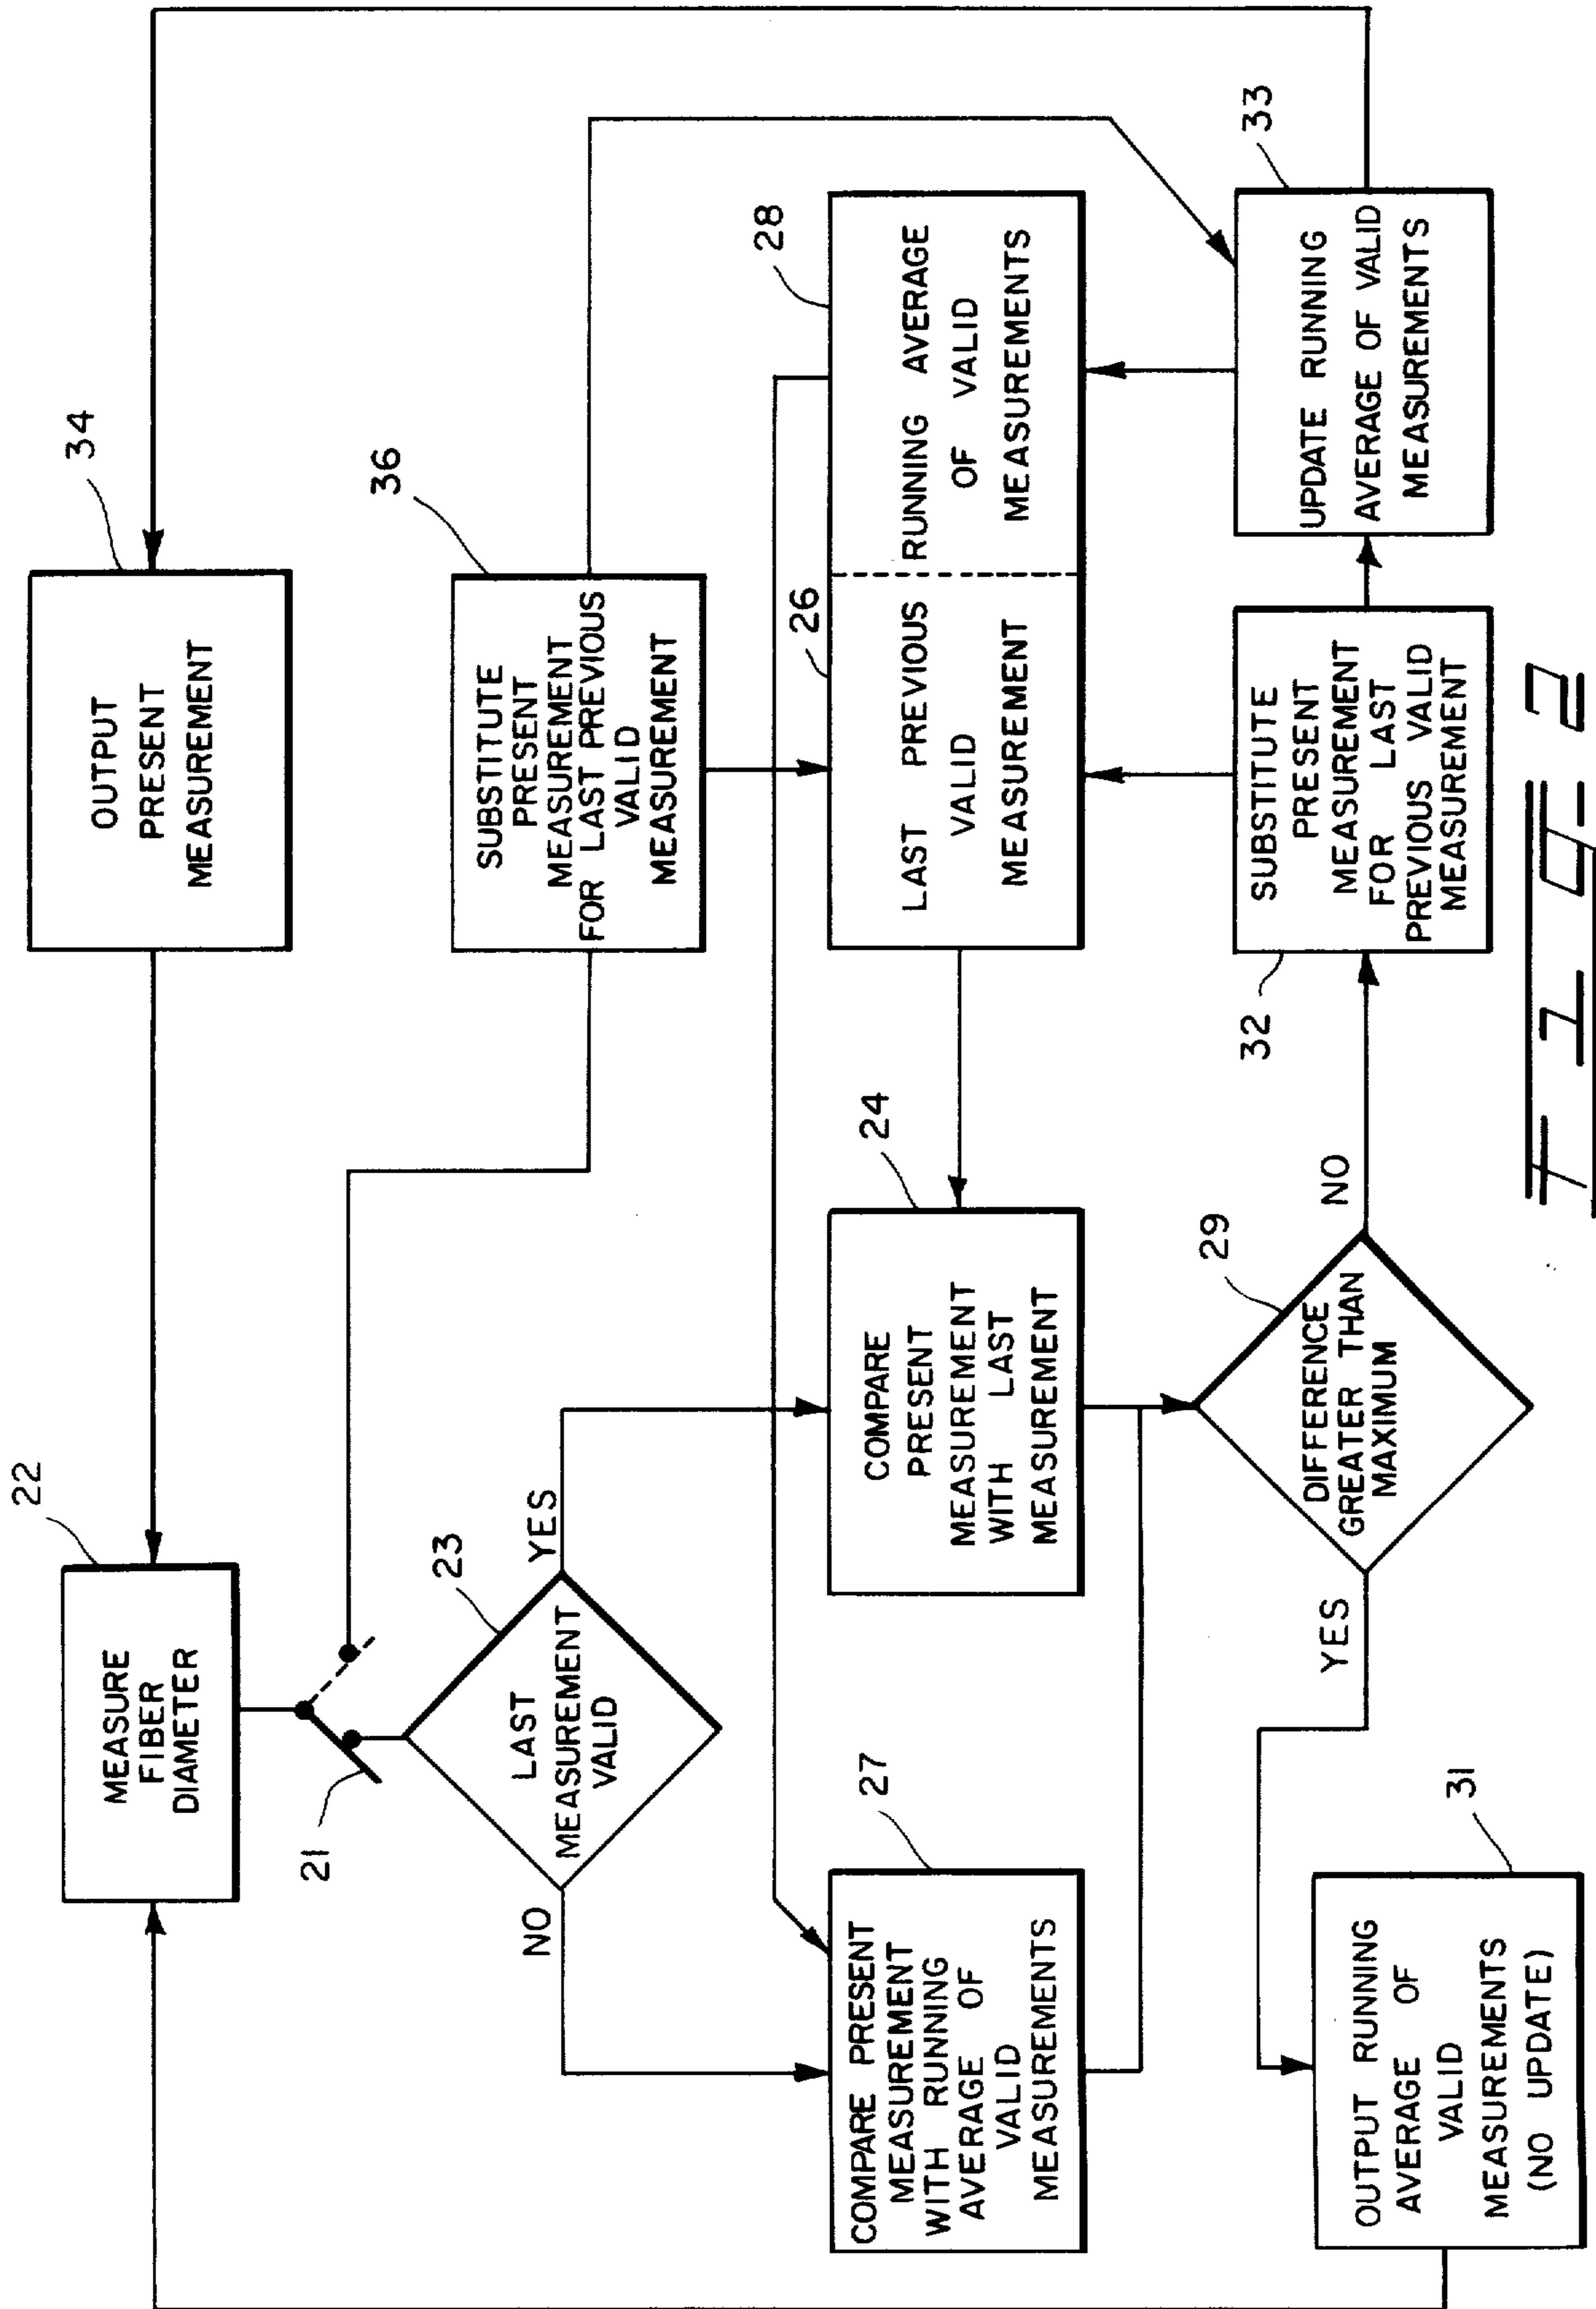 22
MEASURE
FIBER
DIAMETER
34
OUTPUT
PRESENT
MEASUREMENT
21
23
LAST
MEASUREMENT
VALID
NO
YES
36
SUBSTITUTE
PRESENT
MEASUREMENT
FOR LAST PREVIOUS
VALID
MEASUREMENT
27
COMPARE PRESENT
MEASUREMENT
WITH RUNNING
AVERAGE OF
VALID
MEASUREMENTS
24
COMPARE
PRESENT
MEASUREMENT
WITH LAST
MEASUREMENT
26
LAST PREVIOUS
VALID
MEASUREMENT
28
RUNNING AVERAGE
OF VALID
MEASUREMENTS
29
DIFFERENCE
GREATER THAN
MAXIMUM
YES
NO
31
OUTPUT RUNNING
AVERAGE OF
VALID
MEASUREMENTS
(NO UPDATE)
32
SUBSTITUTE
PRESENT
MEASUREMENT
FOR LAST
PREVIOUS VALID
MEASUREMENT
33
UPDATE RUNNING
AVERAGE OF VALID
MEASUREMENTS
FIG-2